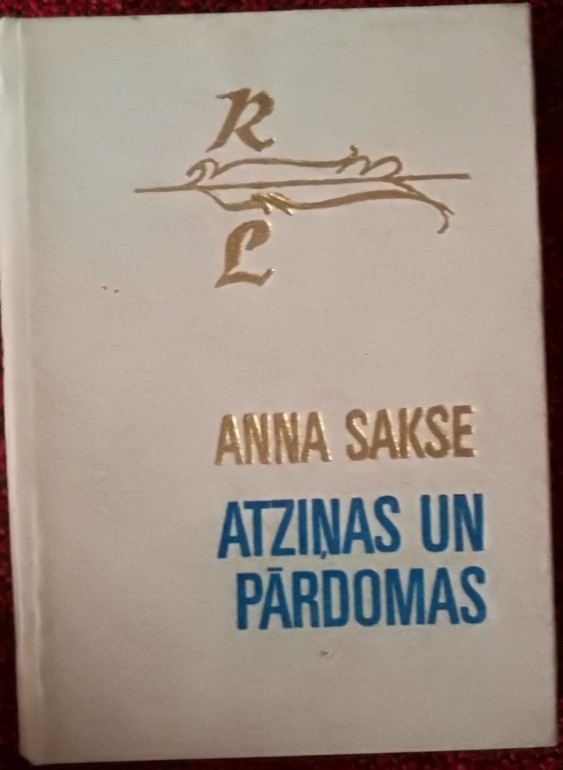 R
L
ANNA SAKSE
ATZIŅAS UN
PĀRDOMAS